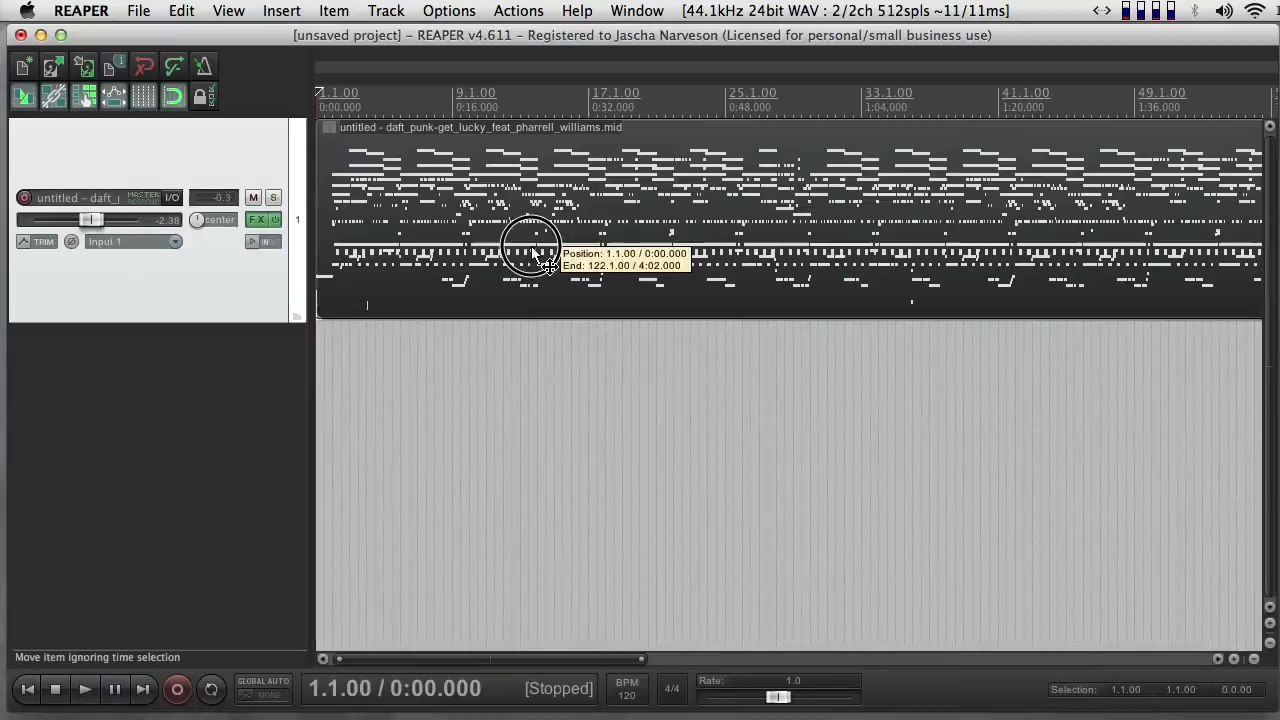 REAPER File Edit View Insert Item Track Options Actions Help Window [44.1kHz 24bit WAV : 2/2ch 512spls ~11/11ms]
[unsaved project] - REAPER v4.611 - Registered to Jascha Narveson (Licensed for personal/small business use)
1.1.00 9.1.00 17.1.00 25.1.00 33.1.00 41.1.00 49.1.00
0:00.000 0:16.000 0:32.000 0:48.000 1:04.000 1:20.000 1:36.000
untitled - daft_punk-get_lucky_feat_pharrell_williams.mid
untitled - daft_ MASTER I/O -0.3 M S
-2.38 center FX 1
TRIM Input 1 IN
Position: 1.1.00 / 0:00.000
End: 122.1.00 / 4:02.000
Move item ignoring time selection
GLOBAL AUTO
NONE
1.1.00 / 0:00.000 [Stopped]
BPM
120
4/4
Rate: 1.0
Selection: 1.1.00 1.1.00 0.0.00